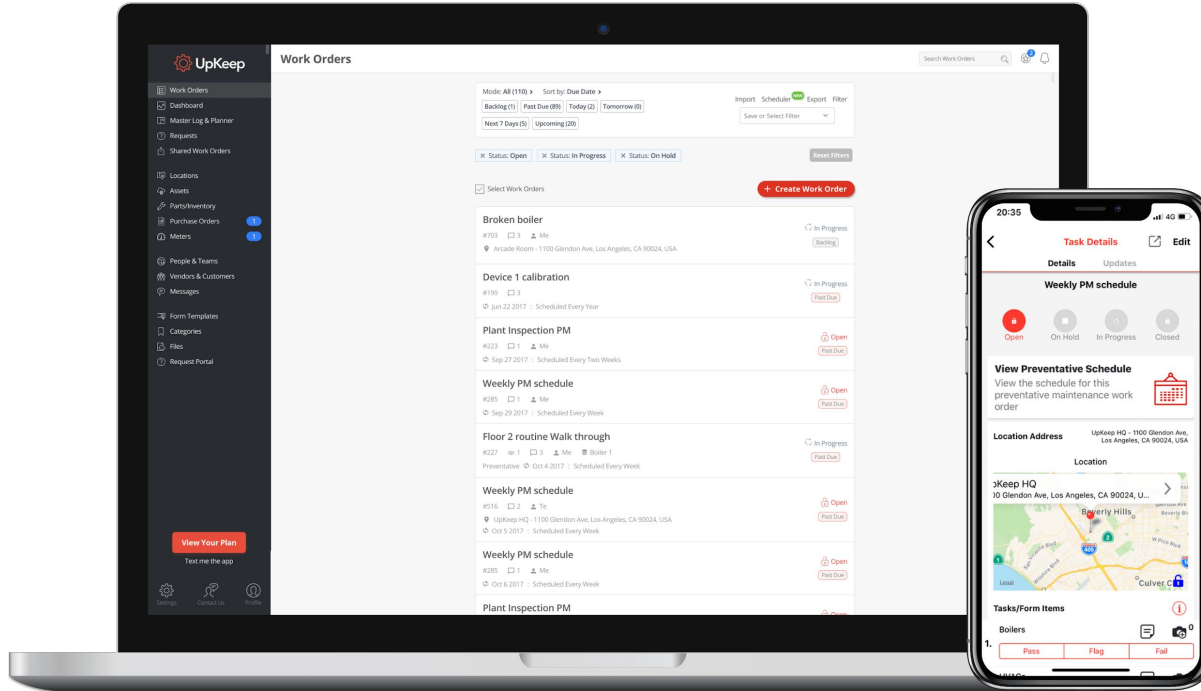 UpKeep
Work Orders
Dashboard
Master Log & Planner
Requests
Shared Work Orders
Locations
Assets
Parts/Inventory
Purchase Orders 1
Meters 1
People & Teams
Vendors & Customers
Messages
Form Templates
Categories
Files
Request Portal
View Your Plan
Text me the app
Settings Contact Us Profile
Work Orders
Search Work Orders 2
Mode: All (110) Sort by: Due Date
Backlog (1) Past Due (89) Today (2) Tomorrow (0)
Next 7 Days (5) Upcoming (20)
Import Scheduler NEW Export Filter
Save or Select Filter
× Status: Open × Status: In Progress × Status: On Hold Reset Filters
Select Work Orders + Create Work Order
Broken boiler
#703 3 Me
Arcade Room - 1100 Glendon Ave, Los Angeles, CA 90024, USA
In Progress
Backlog
Device 1 calibration
#199 3
Jun 22 2017 : Scheduled Every Year
In Progress
Past Due
Plant Inspection PM
#223 1 Me
Sep 27 2017 : Scheduled Every Two Weeks
Open
Past Due
Weekly PM schedule
#285 1 Me
Sep 29 2017 : Scheduled Every Week
Open
Past Due
Floor 2 routine Walk through
#227 1 3 Me Boiler 1
Preventative Oct 4 2017 : Scheduled Every Week
In Progress
Past Due
Weekly PM schedule
#516 2 Te
UpKeep HQ - 1100 Glendon Ave, Los Angeles, CA 90024, USA
Oct 5 2017 : Scheduled Every Week
Open
Past Due
Weekly PM schedule
#285 1 Me
Oct 6 2017 : Scheduled Every Week
Open
Past Due
Plant Inspection PM
Open
20:35 4G
Task Details Edit
Details Updates
Weekly PM schedule
Open On Hold In Progress Closed
View Preventative Schedule
View the schedule for this
preventative maintenance work
order
Location Address
UpKeep HQ - 1100 Glendon Ave,
Los Angeles, CA 90024, USA
Location
pKeep HQ
00 Glendon Ave, Los Angeles, CA 90024, U...
Beverly Hills
San Vicente Blvd
Wilshire Blvd
W Pico Blvd
2
405
1
Legal
Culver C
Tasks/Form Items
Boilers 0
1.
Pass Flag Fail
HVACs